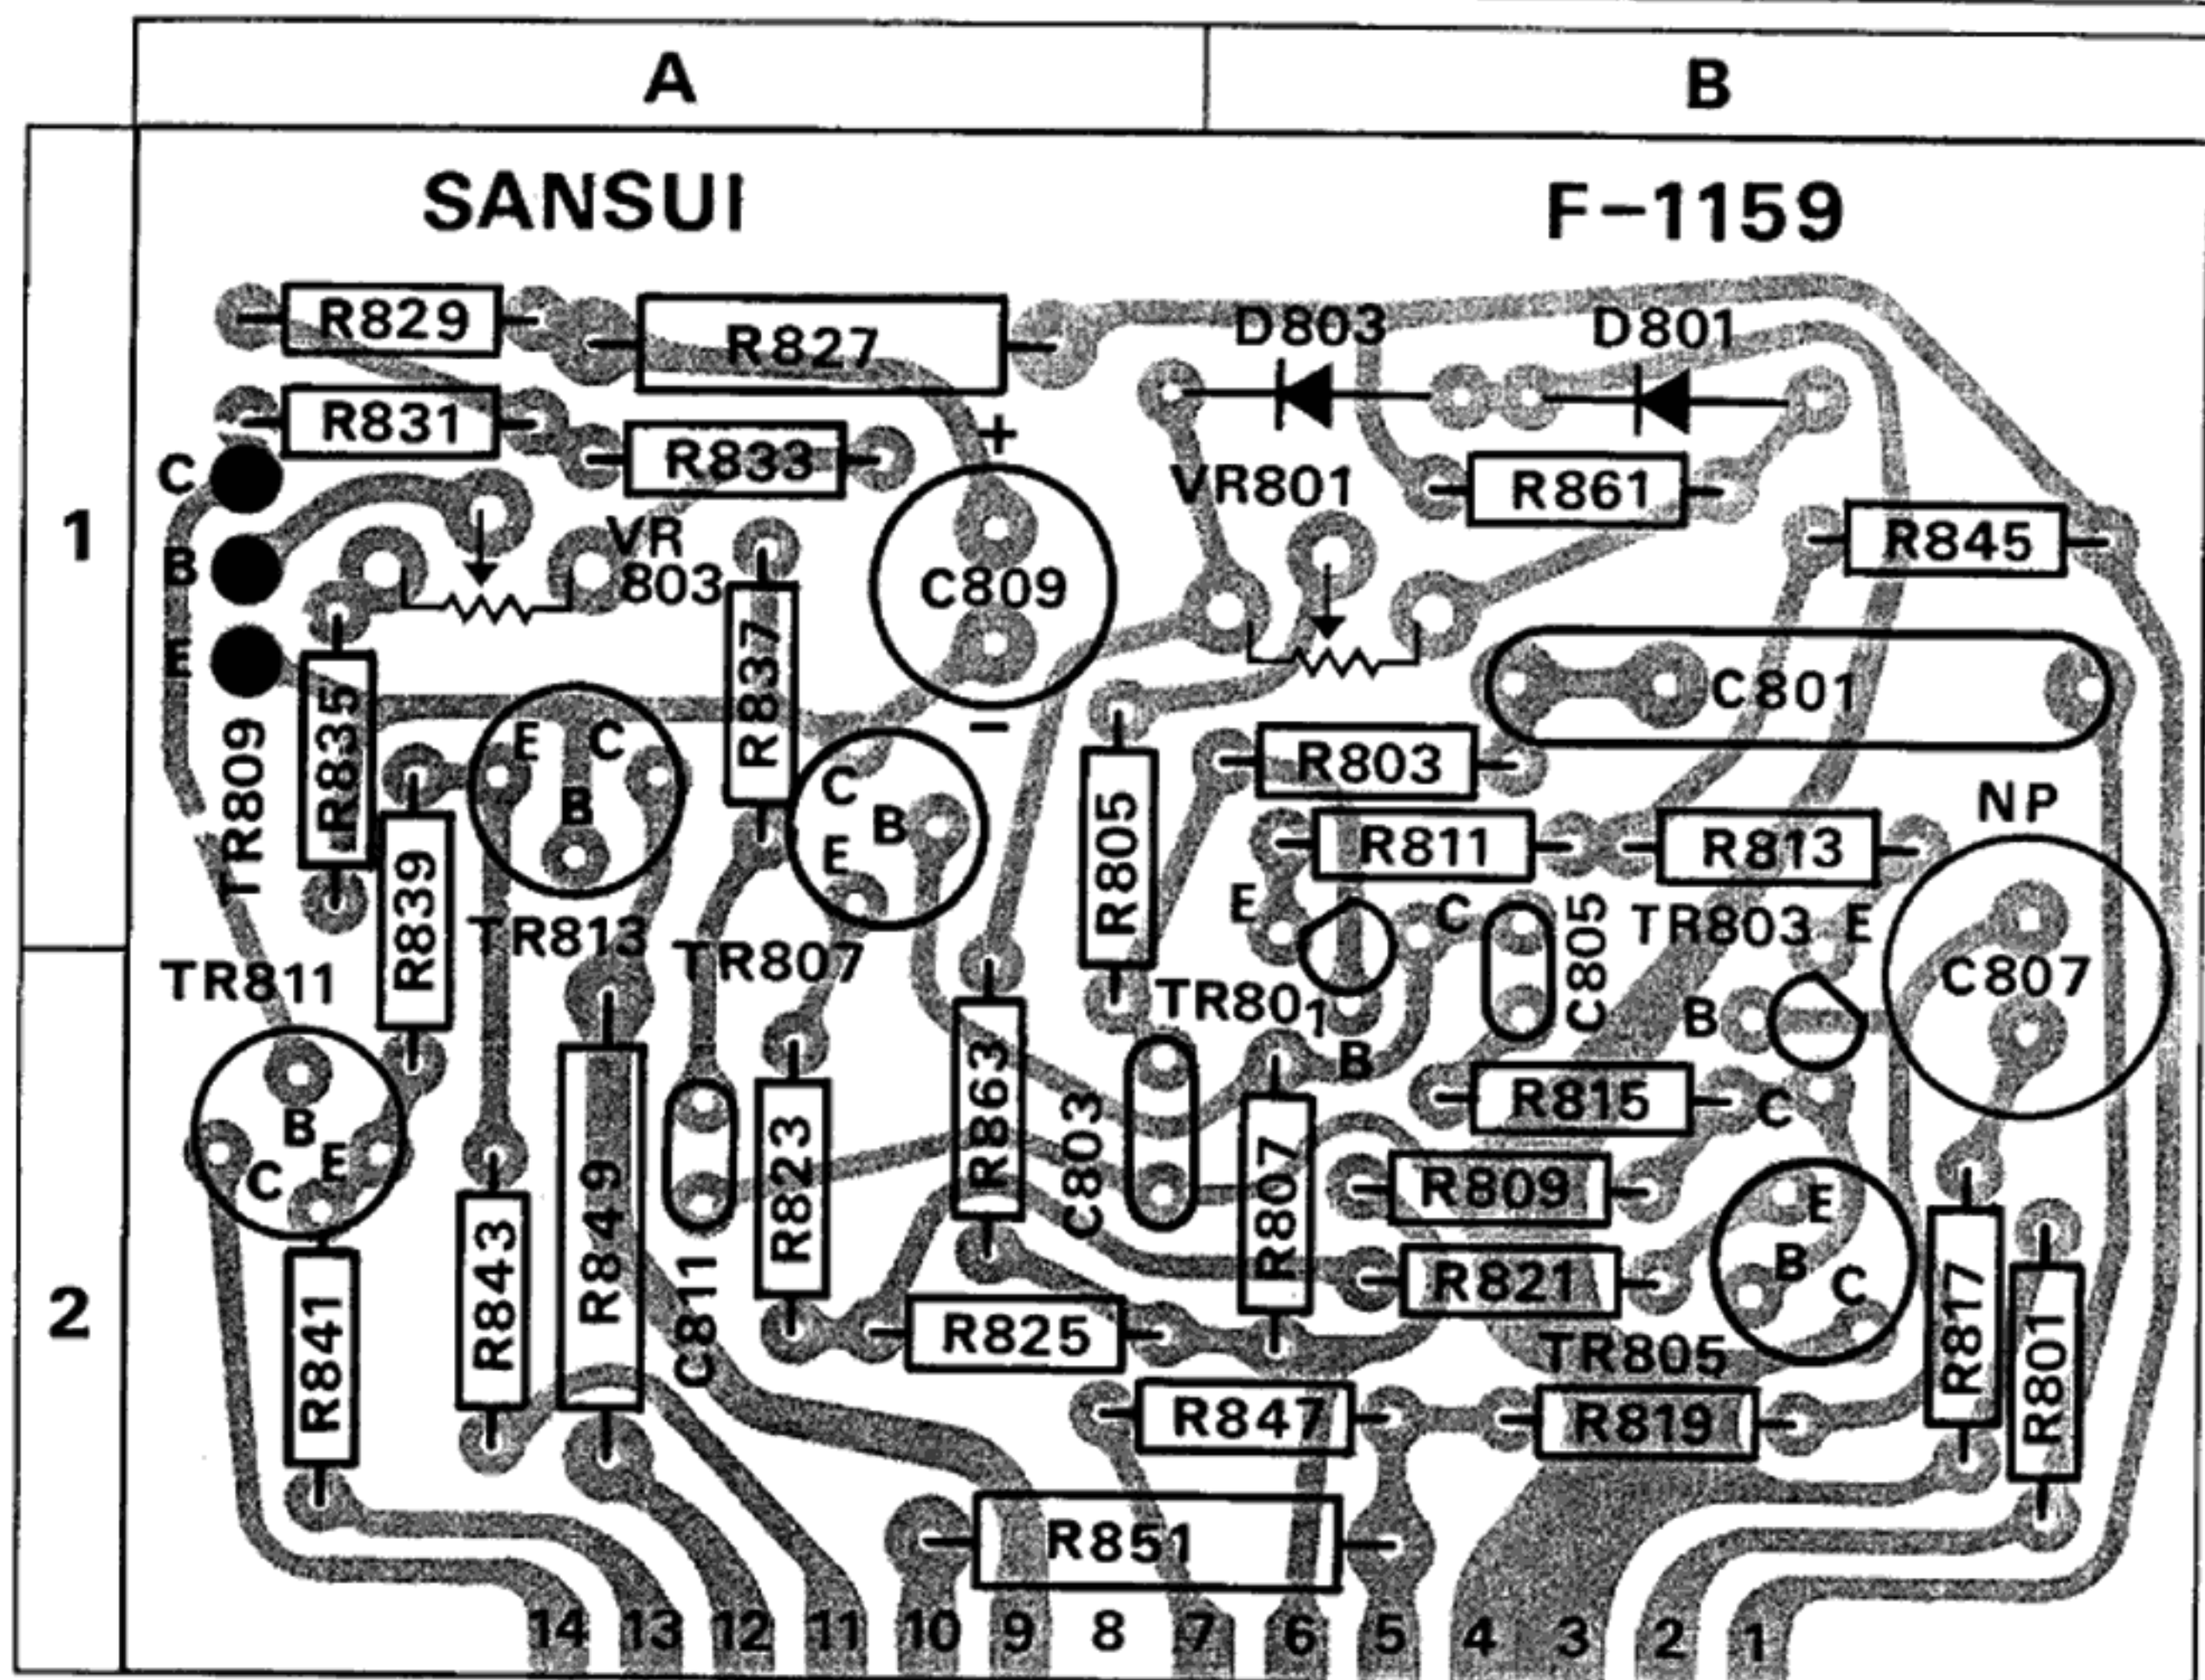 A B
SANSUI F-1159
R829
R827
D803 D801
R831
R833
+
C
VR801
R861
1
B
VR
803
R845
C809
E
R837
C801
R835
−
TR809
E C
B
C
B
E
R803
NP
R805
R811 R813
R839
E C
C805
TR803 E
TR813 TR807
TR811
TR801
C807
B
B
R863
C803
R815 C
B
C E
R849
R823
R807
R809
E
B
C
R821
R843
C811
R841
2
R825
TR805
R817
R801
R847 R819
R851
14 13 12 11 10 9 8 7 6 5 4 3 2 1